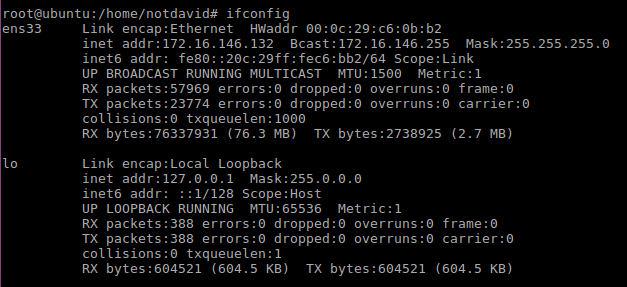 root@ubuntu:/home/notdavid# ifconfig
ens33     Link encap:Ethernet  HWaddr 00:0c:29:c6:0b:b2
          inet addr:172.16.146.132  Bcast:172.16.146.255  Mask:255.255.255.0
          inet6 addr: fe80::20c:29ff:fec6:bb2/64 Scope:Link
          UP BROADCAST RUNNING MULTICAST  MTU:1500  Metric:1
          RX packets:57969 errors:0 dropped:0 overruns:0 frame:0
          TX packets:23774 errors:0 dropped:0 overruns:0 carrier:0
          collisions:0 txqueuelen:1000
          RX bytes:76337931 (76.3 MB)  TX bytes:2738925 (2.7 MB)
lo        Link encap:Local Loopback
          inet addr:127.0.0.1  Mask:255.0.0.0
          inet6 addr: ::1/128 Scope:Host
          UP LOOPBACK RUNNING  MTU:65536  Metric:1
          RX packets:388 errors:0 dropped:0 overruns:0 frame:0
          TX packets:388 errors:0 dropped:0 overruns:0 carrier:0
          collisions:0 txqueuelen:1
          RX bytes:604521 (604.5 KB)  TX bytes:604521 (604.5 KB)